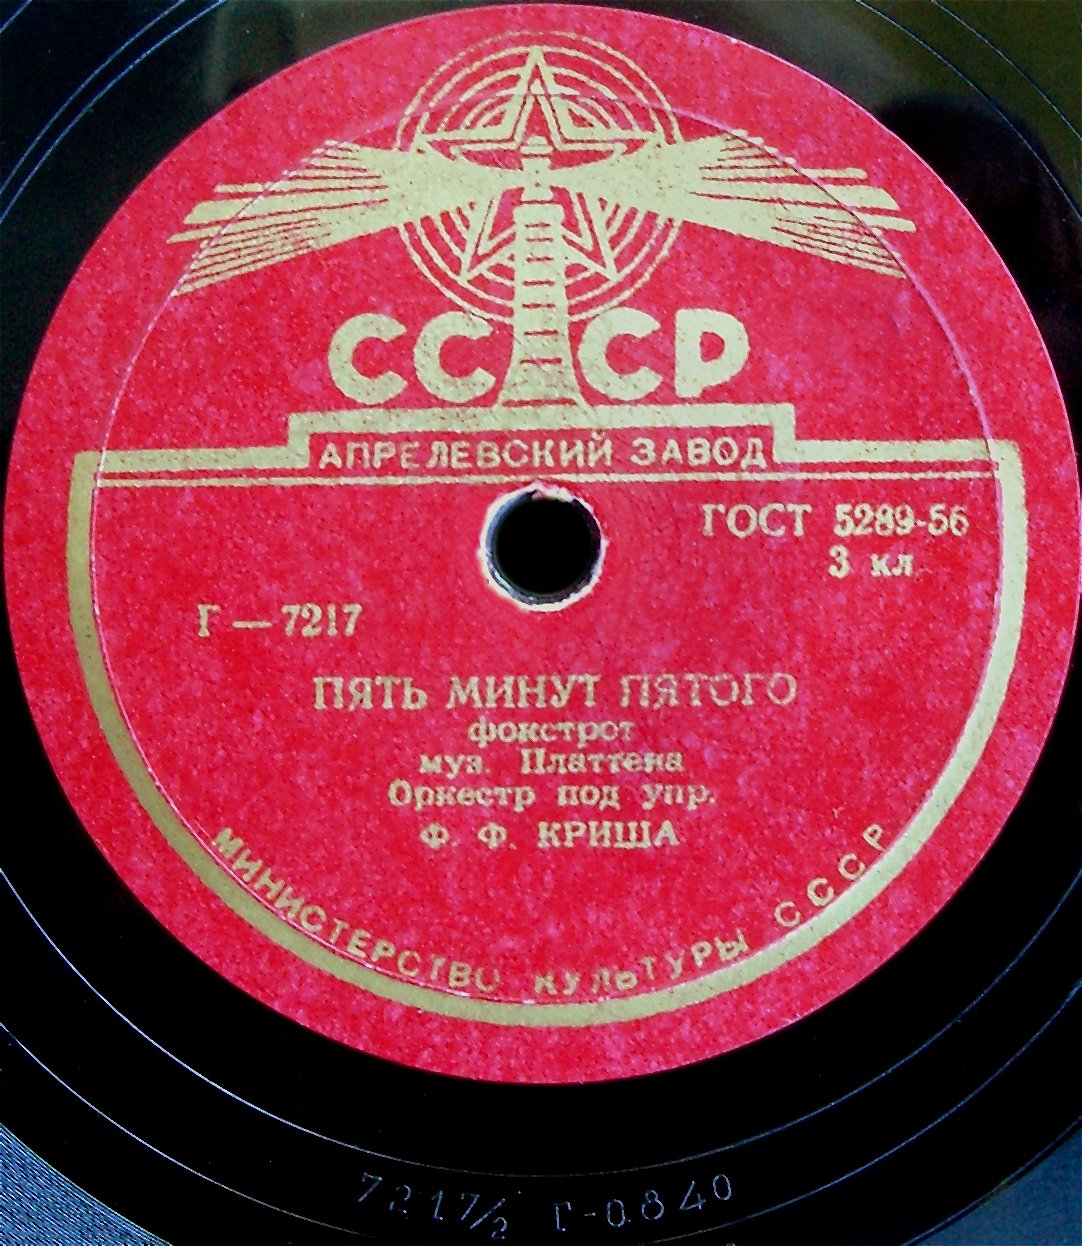 СССР
АПРЕЛЕВСКИЙ ЗАВОД
ГОСТ 5289-56
3 кл
Г — 7217
ПЯТЬ МИНУТ ПЯТОГО
фокстрот
муз. Платтена
Оркестр под упр.
Ф. Ф. КРИША
МИНИСТЕРСТВО КУЛЬТУРЫ СССР
7217/2 Г-0840